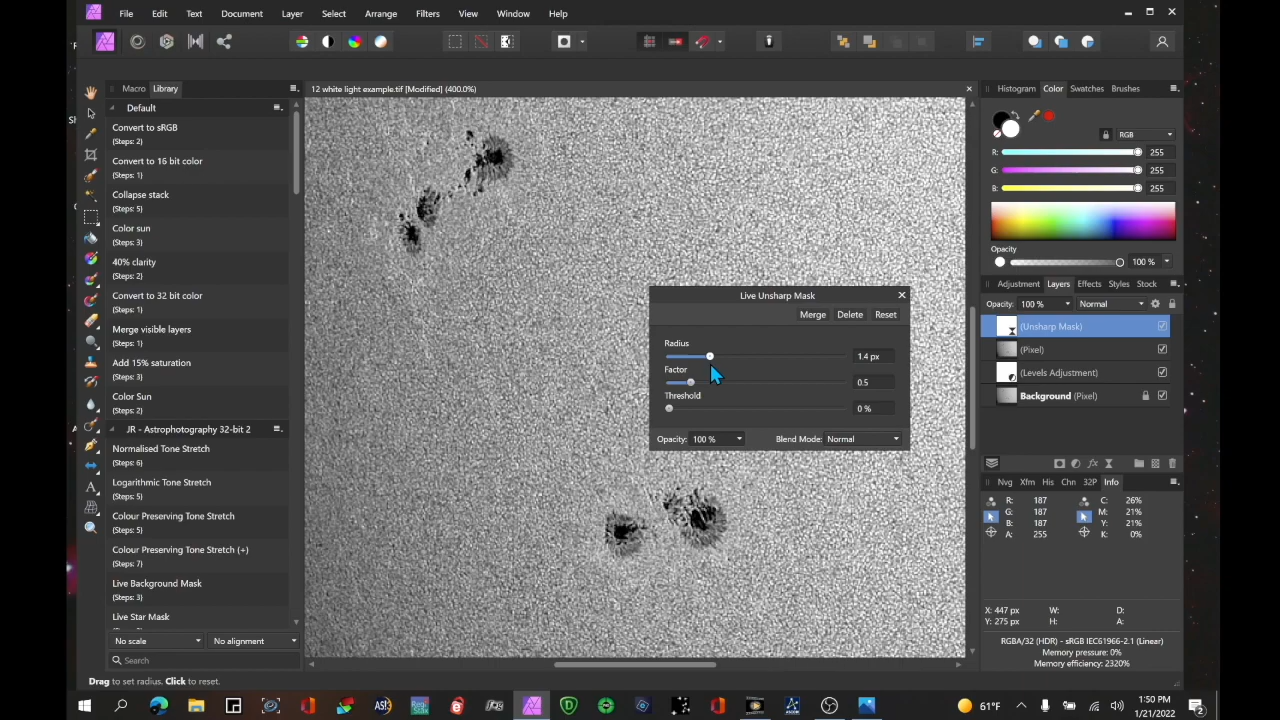 File Edit Text Document Layer Select Arrange Filters View Window Help
Macro Library
12 white light example.tif [Modified] (400.0%)
Histogram Color Swatches Brushes
Default
Convert to sRGB
(Steps: 2)
Convert to 16 bit color
(Steps: 1)
Collapse stack
(Steps: 5)
Color sun
(Steps: 3)
40% clarity
(Steps: 2)
Convert to 32 bit color
(Steps: 1)
Merge visible layers
(Steps: 3)
Add 15% saturation
(Steps: 3)
Color Sun
(Steps: 2)
JR - Astrophotography 32-bit 2
Normalised Tone Stretch
(Steps: 6)
Logarithmic Tone Stretch
(Steps: 5)
Colour Preserving Tone Stretch
(Steps: 5)
Colour Preserving Tone Stretch (+)
(Steps: 7)
Live Background Mask
(Steps: 3)
Live Star Mask
No scale No alignment
Search
Drag to set radius. Click to reset.
Live Unsharp Mask
Merge Delete Reset
Radius
1.4 px
Factor
0.5
Threshold
0 %
Opacity: 100 % Blend Mode: Normal
RGB
R: 255
G: 255
B: 255
Opacity
100 %
Adjustment Layers Effects Styles Stock
Opacity: 100 % Normal
(Unsharp Mask)
(Pixel)
(Levels Adjustment)
Background (Pixel)
fx
Nvg Xfm His Chn 32P Info
R: 187 C: 26%
G: 187 M: 21%
B: 187 Y: 21%
A: 255 K: 0%
X: 447 px W: D:
Y: 275 px H: A:
RGBA/32 (HDR) - sRGB IEC61966-2.1 (Linear)
Memory pressure: 0%
Memory efficiency: 2320%
61°F
1:50 PM
1/21/2022